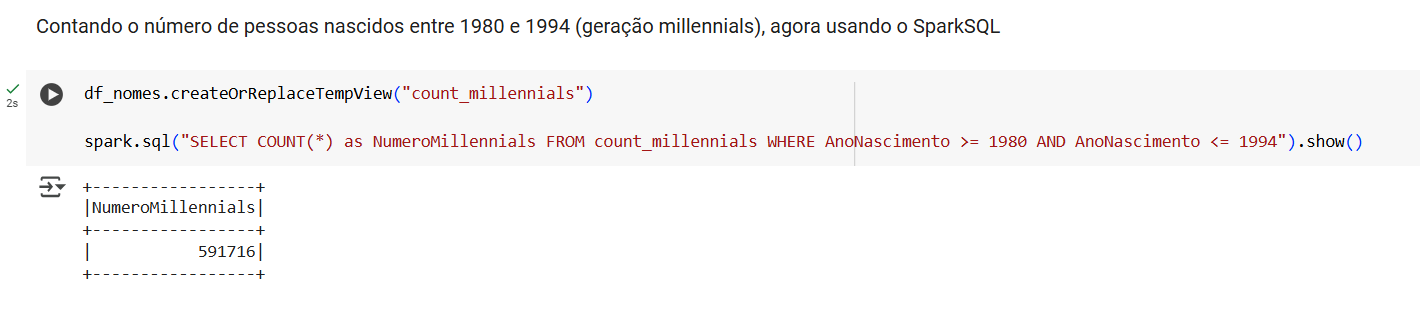 Contando o número de pessoas nascidos entre 1980 e 1994 (geração millennials), agora usando o SparkSQL
df_nomes.createOrReplaceTempView("count_millennials")
2s
spark.sql("SELECT COUNT(*) as NumeroMillennials FROM count_millennials WHERE AnoNascimento >= 1980 AND AnoNascimento <= 1994").show()
+-----------------+
|NumeroMillennials|
+-----------------+
|           591716|
+-----------------+